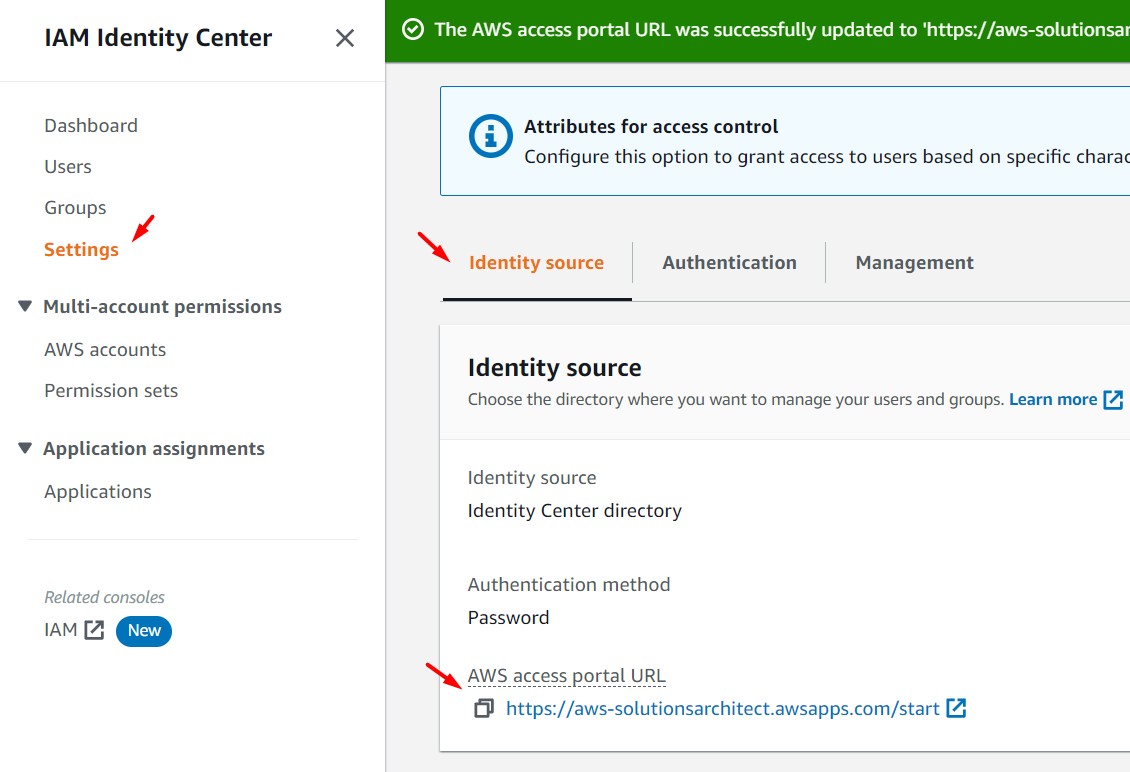 IAM Identity Center
Dashboard
Users
Groups
Settings
Multi-account permissions
AWS accounts
Permission sets
Application assignments
Applications
Related consoles
IAM New
The AWS access portal URL was successfully updated to 'https://aws-solutionsar
Attributes for access control
Configure this option to grant access to users based on specific charac
Identity source Authentication Management
Identity source
Choose the directory where you want to manage your users and groups. Learn more
Identity source
Identity Center directory
Authentication method
Password
AWS access portal URL
https://aws-solutionsarchitect.awsapps.com/start